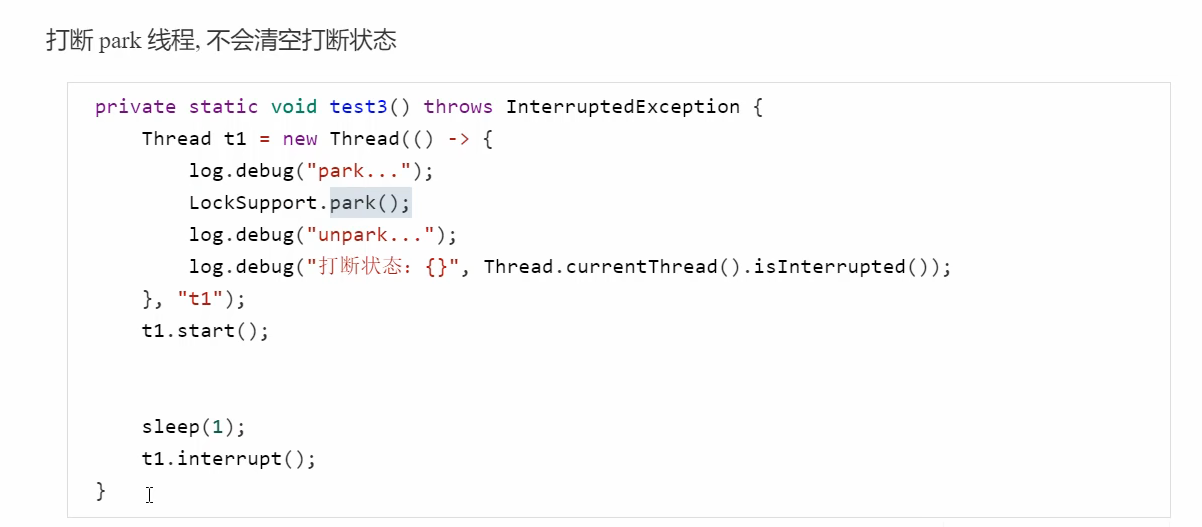 打断 park 线程, 不会清空打断状态
private static void test3() throws InterruptedException {
    Thread t1 = new Thread(() -> {
        log.debug("park...");
        LockSupport.park();
        log.debug("unpark...");
        log.debug("打断状态：{}", Thread.currentThread().isInterrupted());
    }, "t1");
    t1.start();
    sleep(1);
    t1.interrupt();
}